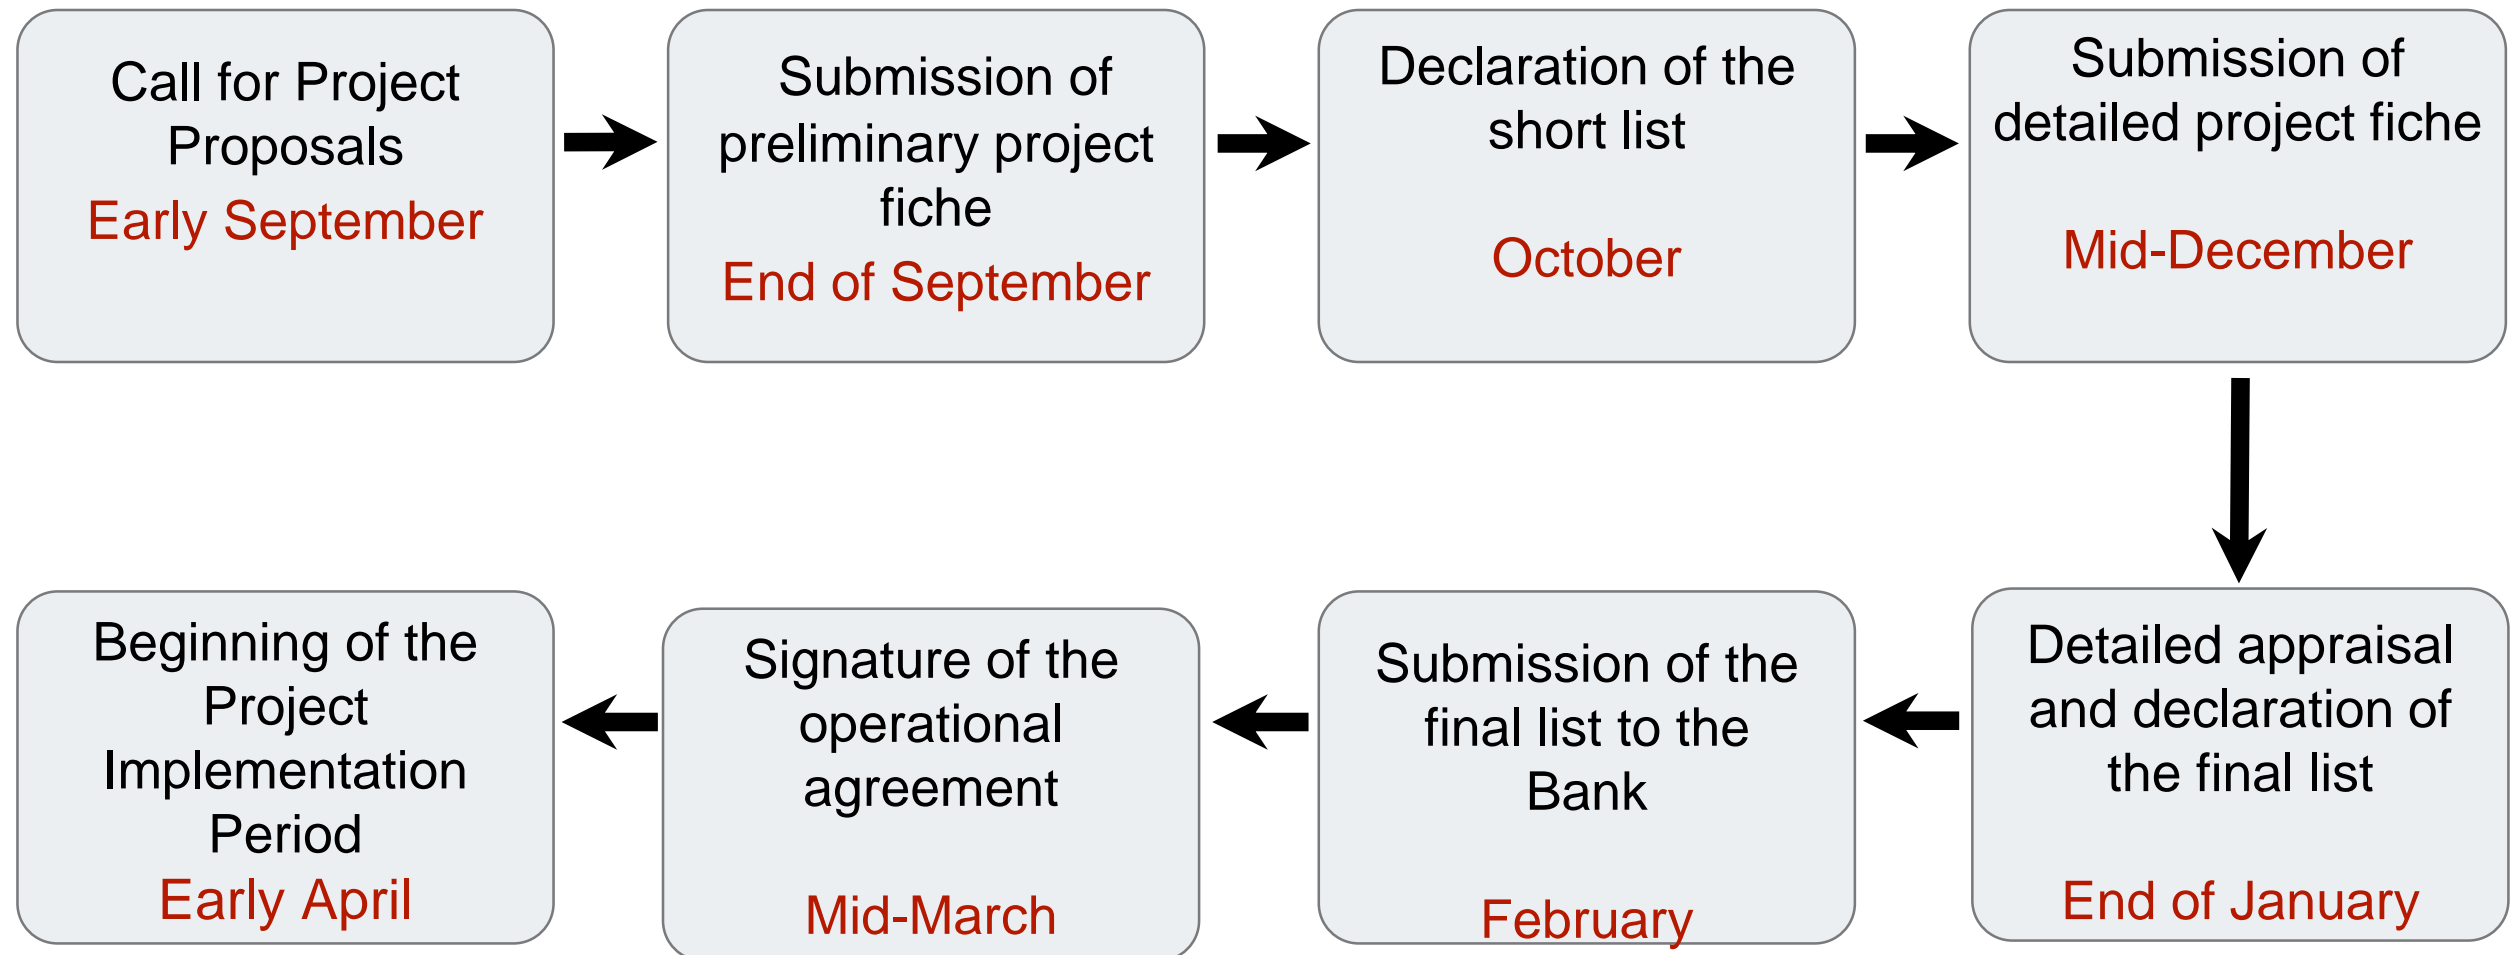 Call for Project
Proposals
Early September
Submission of
preliminary project
fiche
End of September
Declaration of the
short list
October
Submission of
detailed project fiche
Mid-December
Detailed appraisal
and declaration of
the final list
End of January
Submission of the
final list to the
Bank
February
Signature of the
operational
agreement
Mid-March
Beginning of the
Project
Implementation
Period
Early April